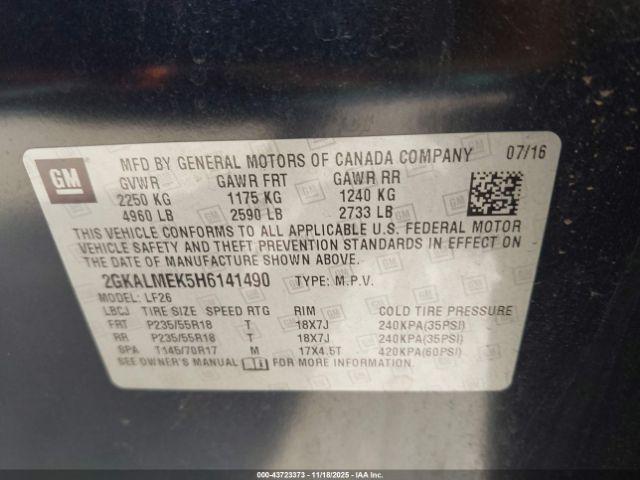 GM
MFD BY GENERAL MOTORS OF CANADA COMPANY 07/16
GVWR GAWR FRT GAWR RR
2250 KG 1175 KG 1240 KG
4960 LB 2590 LB 2733 LB
THIS VEHICLE CONFORMS TO ALL APPLICABLE U.S. FEDERAL MOTOR
VEHICLE SAFETY AND THEFT PREVENTION STANDARDS IN EFFECT ON
THE DATE OF MANUFACTURE SHOWN ABOVE.
2GKALMEK5H6141490 TYPE: M.P.V.
MODEL: LF26
LBCJ TIRE SIZE SPEED RTG RIM COLD TIRE PRESSURE
FRT P235/55R18 T 18X7J 240KPA(35PSI)
RR P235/55R18 T 18X7J 240KPA(35PSI)
SPA T145/70R17 M 17X4.5T 420KPA(60PSI)
SEE OWNER'S MANUAL FOR MORE INFORMATION
000-43723373 - 11/18/2025 - IAAI.COM